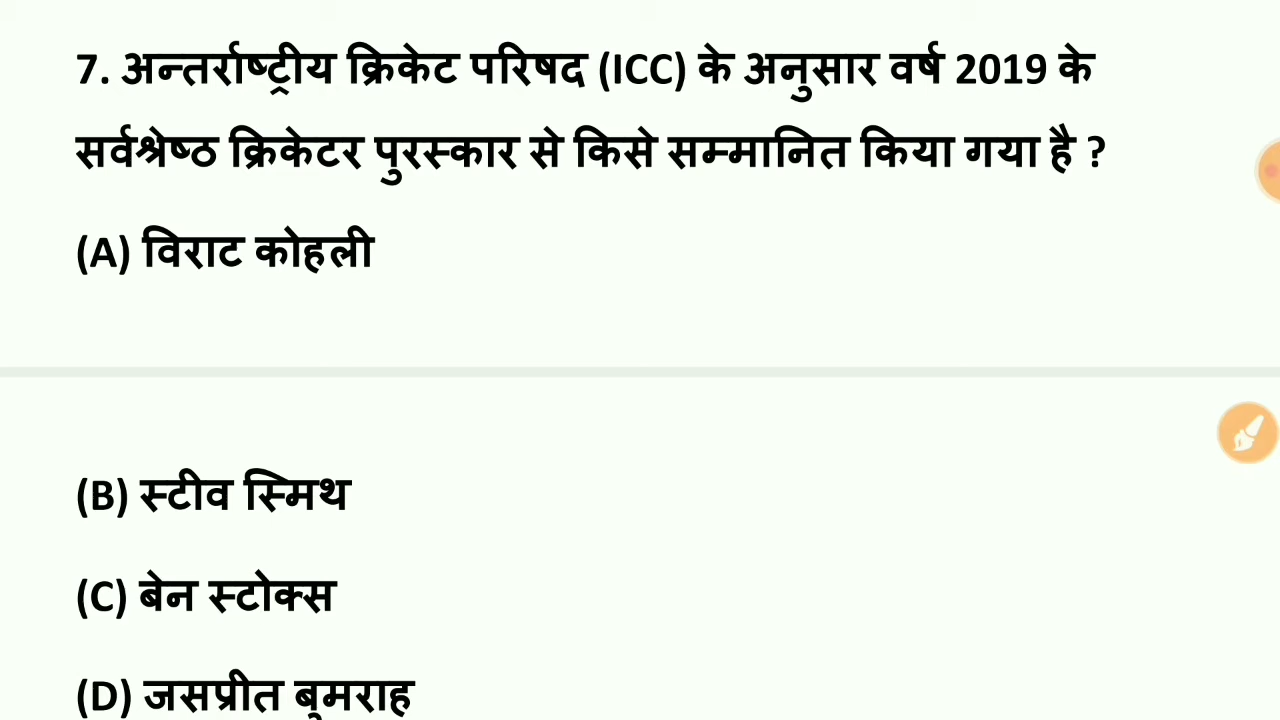 7. अन्तर्राष्ट्रीय क्रिकेट परिषद (ICC) के अनुसार वर्ष 2019 के
सर्वश्रेष्ठ क्रिकेटर पुरस्कार से किसे सम्मानित किया गया है ?
(A) विराट कोहली
(B) स्टीव स्मिथ
(C) बेन स्टोक्स
(D) जसप्रीत बुमराह